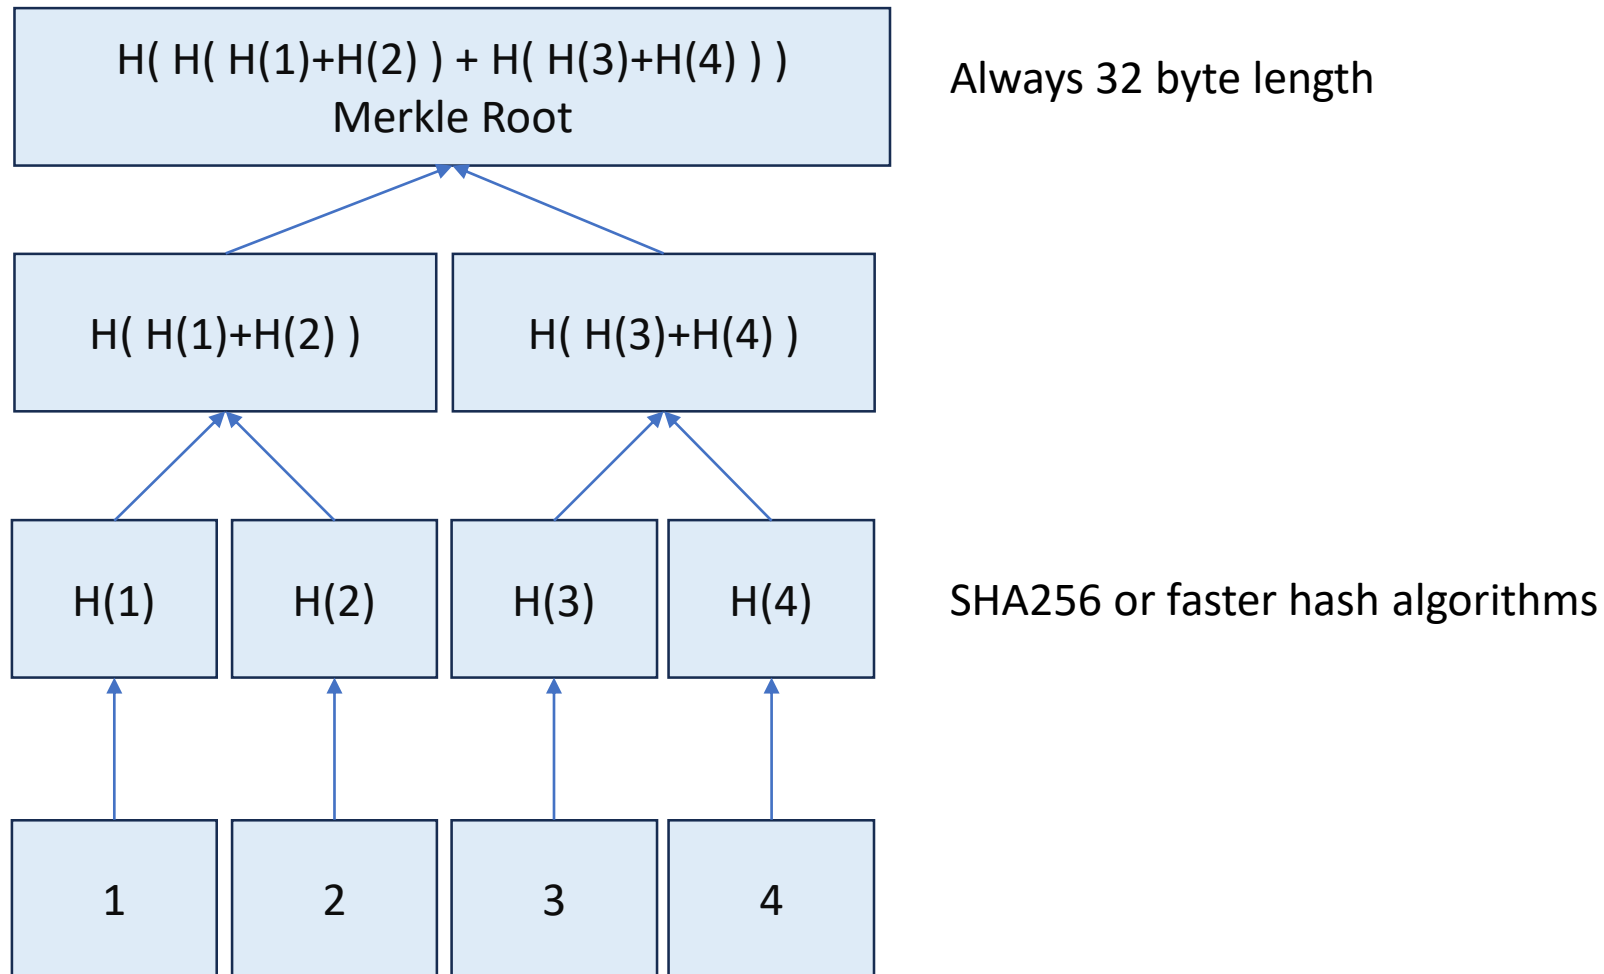 H( H( H(1)+H(2) ) + H( H(3)+H(4) ) )
Merkle Root
Always 32 byte length
H( H(1)+H(2) )
H( H(3)+H(4) )
H(1)
H(2)
H(3)
H(4)
SHA256 or faster hash algorithms
1
2
3
4